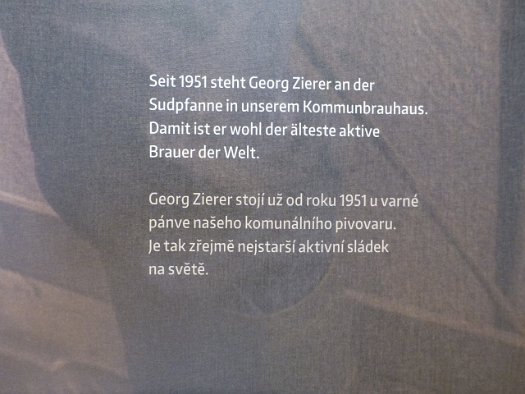 Seit 1951 steht Georg Zierer an der
Sudpfanne in unserem Kommunbrauhaus.
Damit ist er wohl der älteste aktive
Brauer der Welt.
Georg Zierer stojí už od roku 1951 u varné
pánve našeho komunálního pivovaru.
Je tak zřejmě nejstarší aktivní sládek
na světě.